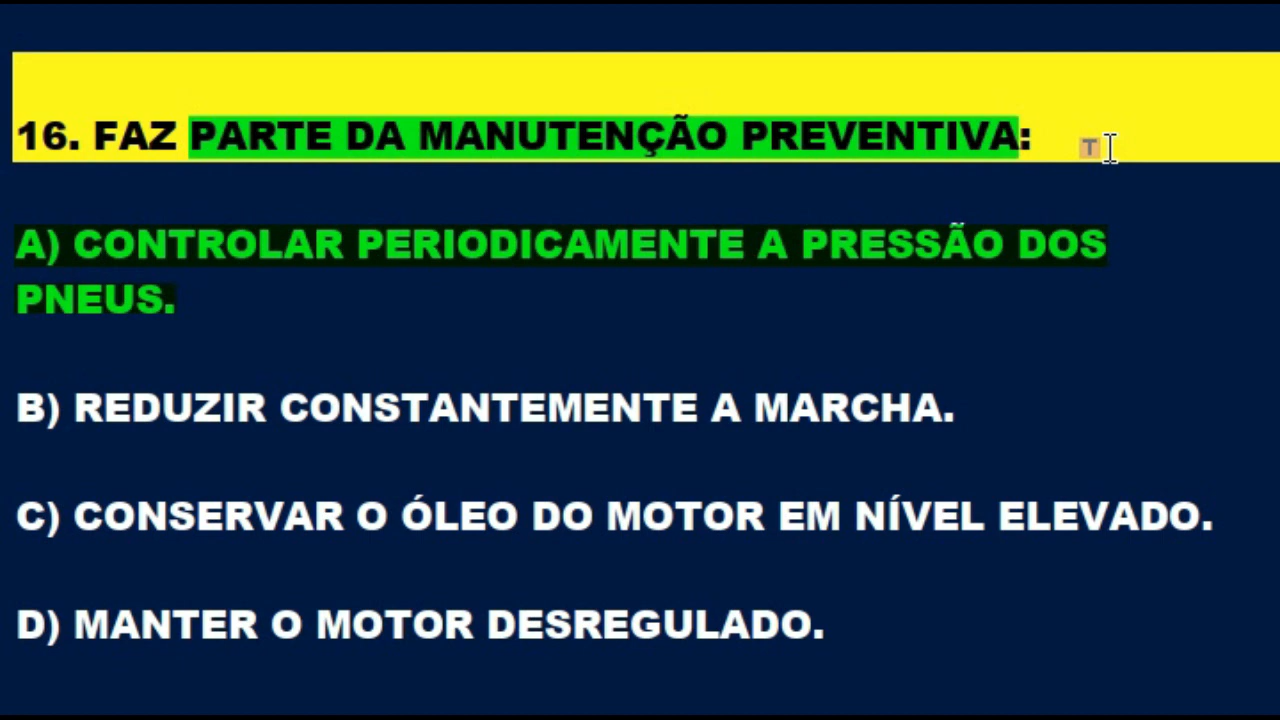 16. FAZ PARTE DA MANUTENÇÃO PREVENTIVA:
T
A) CONTROLAR PERIODICAMENTE A PRESSÃO DOS
PNEUS.
B) REDUZIR CONSTANTEMENTE A MARCHA.
C) CONSERVAR O ÓLEO DO MOTOR EM NÍVEL ELEVADO.
D) MANTER O MOTOR DESREGULADO.